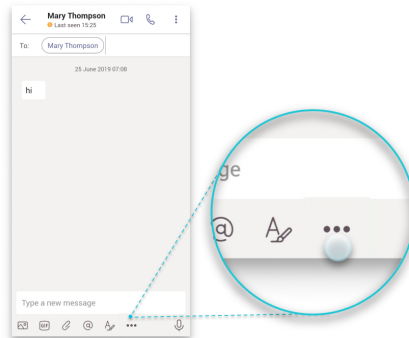 Mary Thompson
Last seen 15:25
To: Mary Thompson
25 June 2019 07:08
hi
Type a new message
GIF @ A
ge
@ A